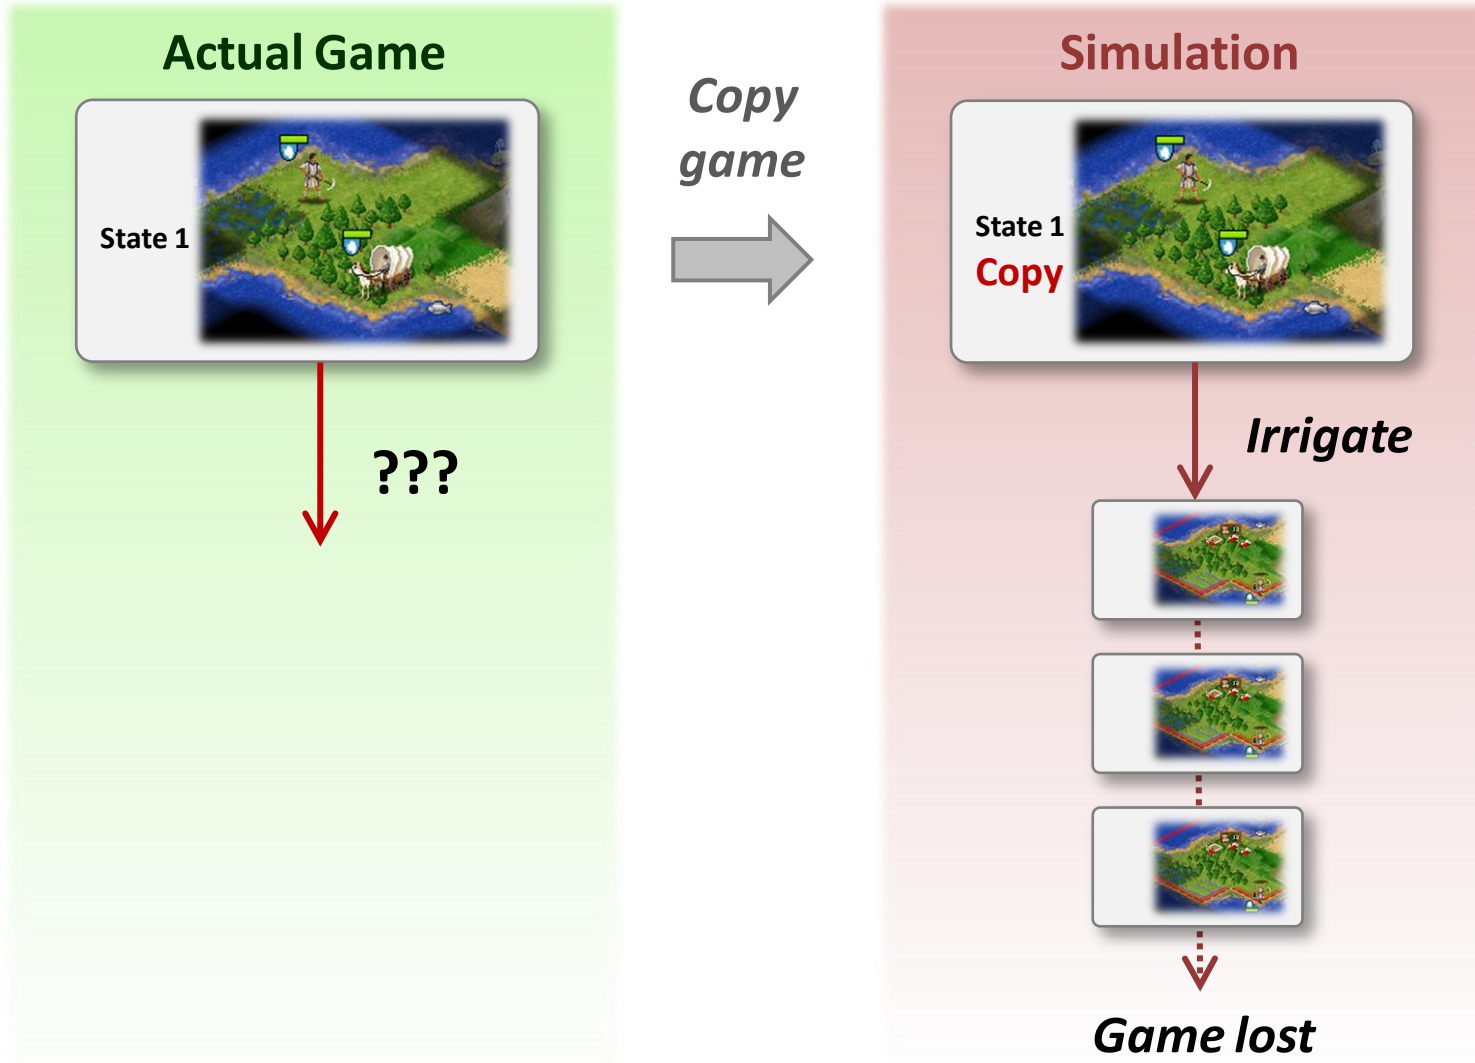 Actual Game
State 1
???
Copy
game
Simulation
State 1
Copy
Irrigate
Game lost